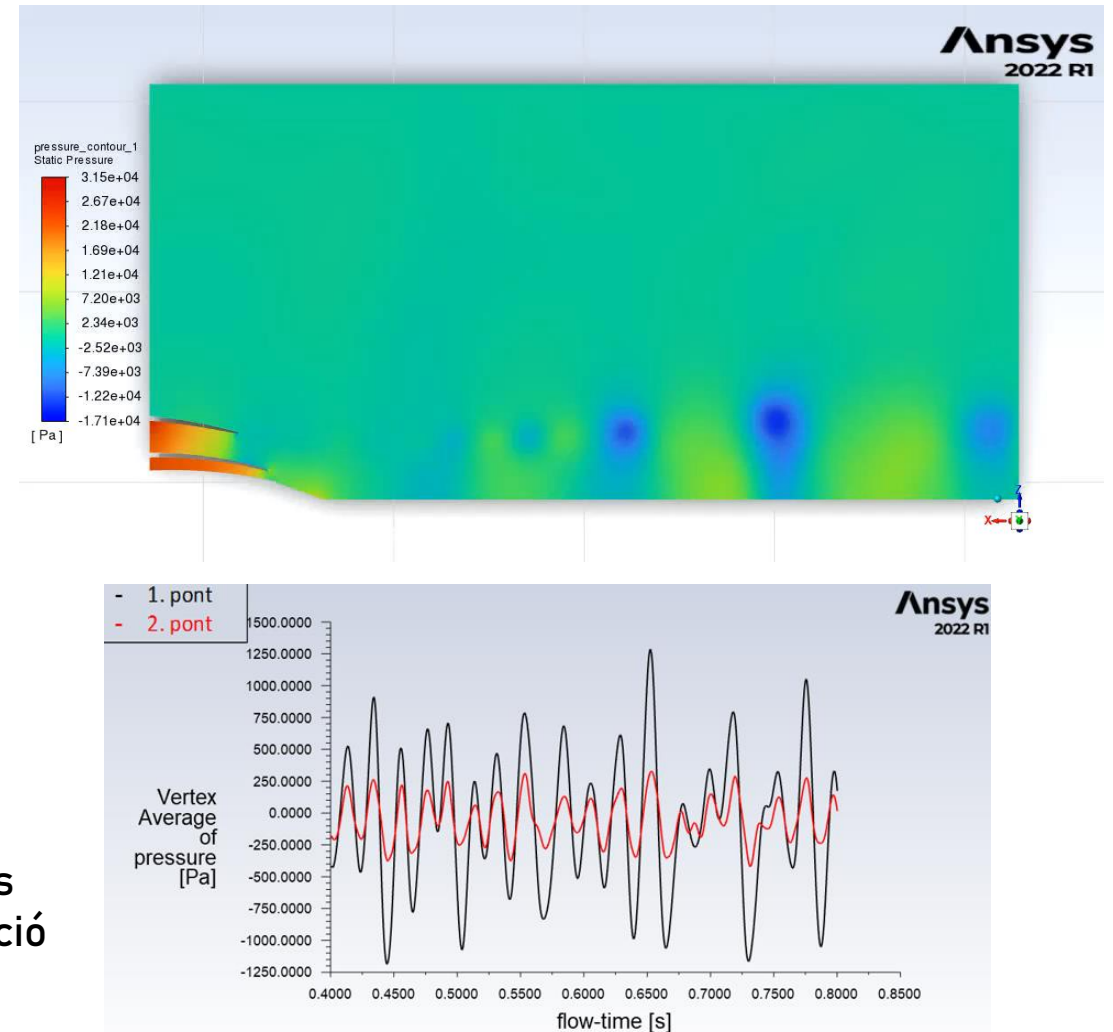 Ansys
2022 R1
pressure_contour_1
Static Pressure
3.15e+04
2.67e+04
2.18e+04
1.69e+04
1.21e+04
7.20e+03
2.34e+03
-2.52e+03
-7.39e+03
-1.22e+04
-1.71e+04
[ Pa ]
Z
X
- 1. pont
- 2. pont
Ansys
2022 R1
1500.0000
1250.0000
1000.0000
750.0000
500.0000
250.0000
0.0000
-250.0000
-500.0000
-750.0000
-1000.0000
-1250.0000
Vertex
Average
of
pressure
[Pa]
0.4000 0.4500 0.5000 0.5500 0.6000 0.6500 0.7000 0.7500 0.8000 0.8500
flow-time [s]
s
ció